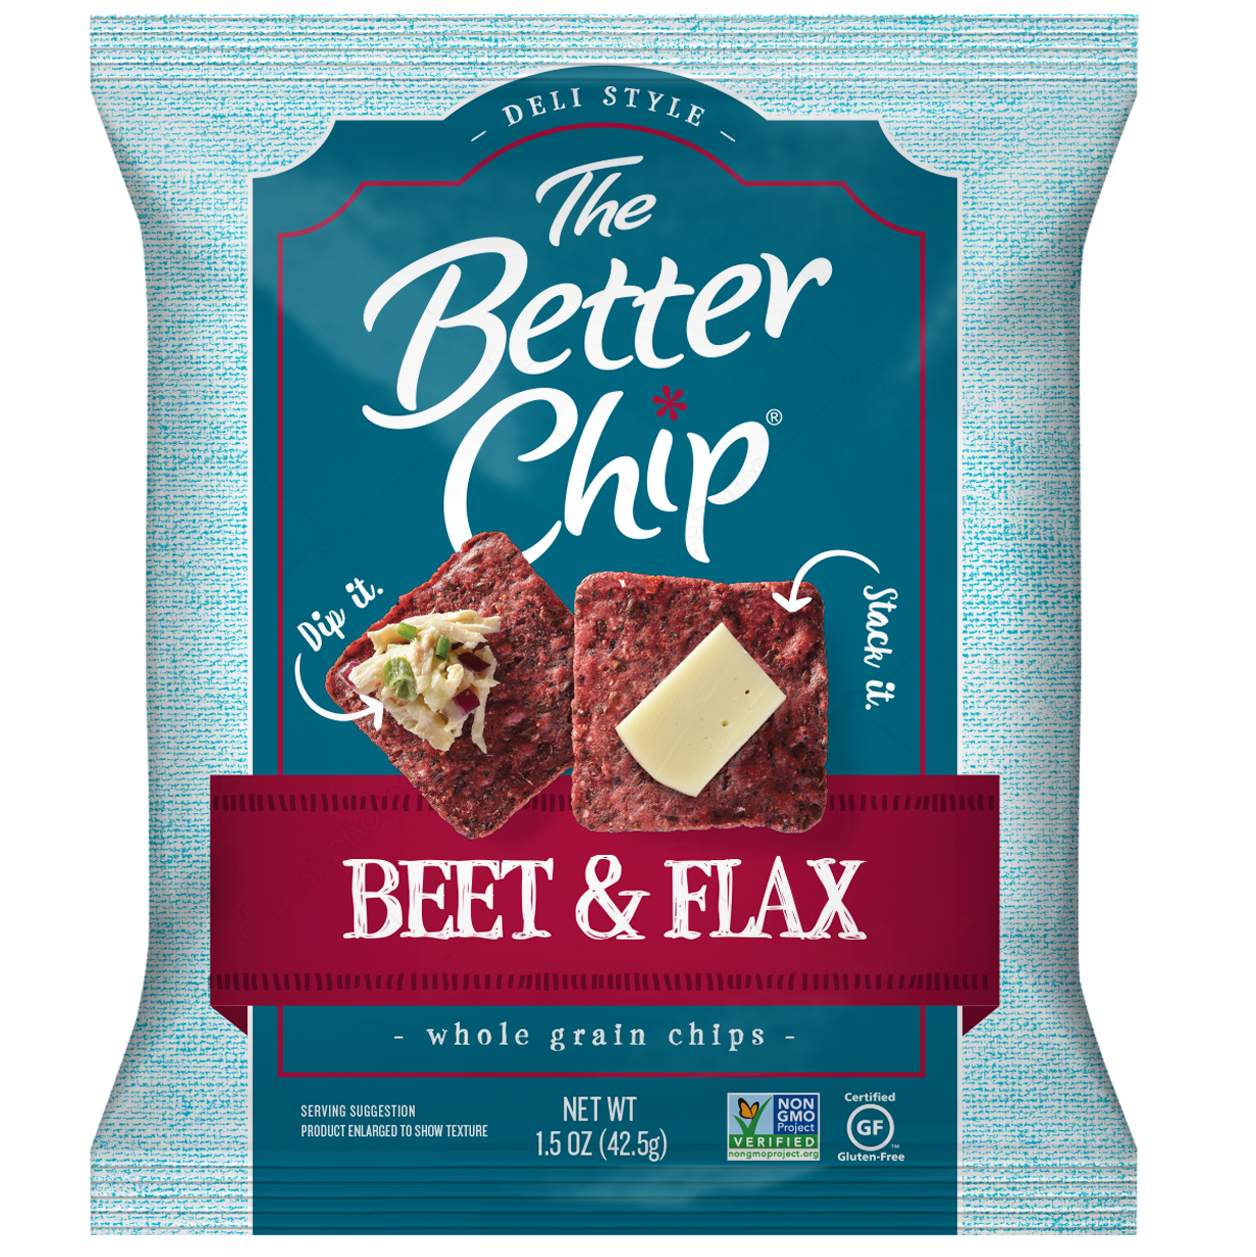 - DELI STYLE -
The
Better
Chip®
Dip it.
Stack it.
BEET & FLAX
- whole grain chips -
SERVING SUGGESTION
PRODUCT ENLARGED TO SHOW TEXTURE
NET WT
1.5 OZ (42.5g)
NON
GMO
Project
VERIFIED
nongmoproject.org
Certified
GF
™
Gluten-Free